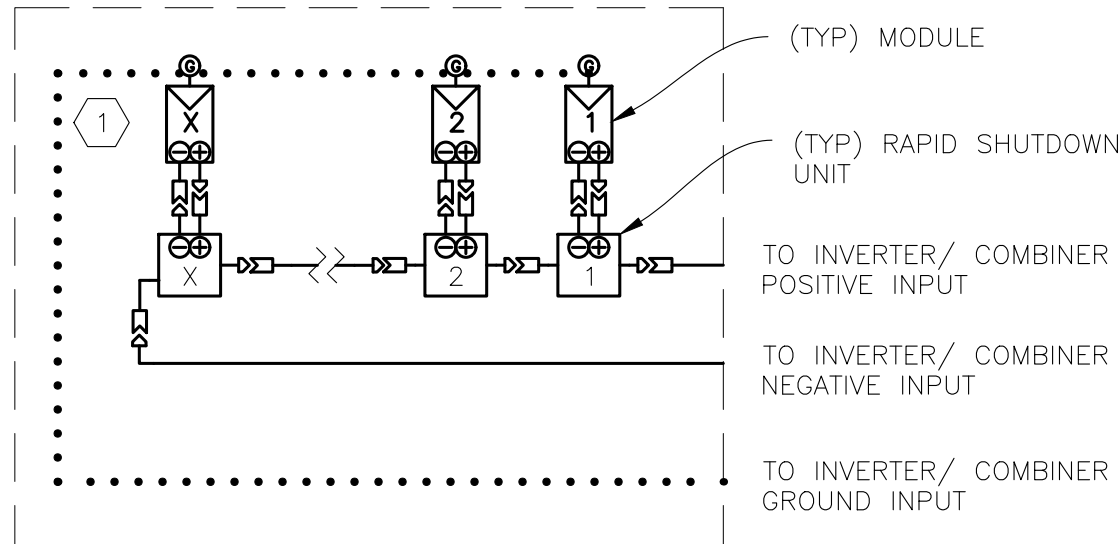 (TYP) MODULE
G G G
1 X 2 1
(TYP) RAPID SHUTDOWN
UNIT
− + − + − +
− + − + − +
X 2 1
TO INVERTER/ COMBINER
POSITIVE INPUT
TO INVERTER/ COMBINER
NEGATIVE INPUT
TO INVERTER/ COMBINER
GROUND INPUT